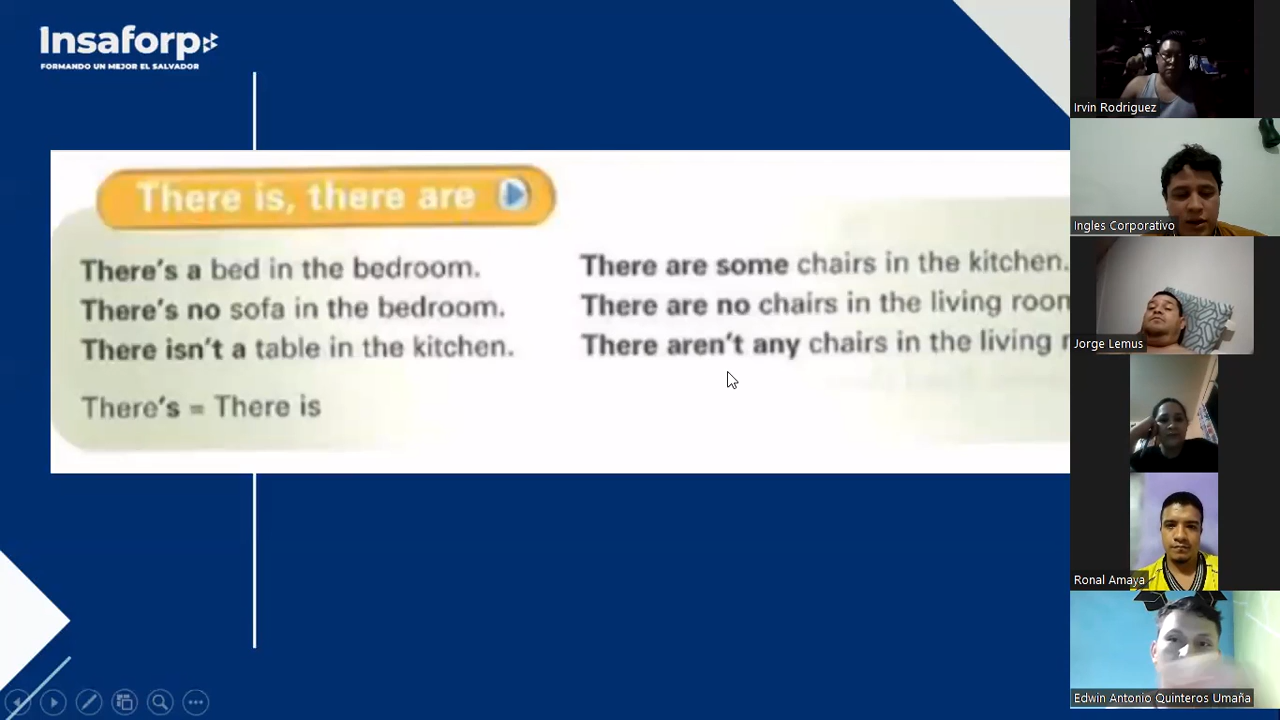 Insaforp
FORMANDO UN MEJOR EL SALVADOR
There is, there are
There's a bed in the bedroom.
There's no sofa in the bedroom.
There isn't a table in the kitchen.
There's = There is
There are some chairs in the kitchen.
There are no chairs in the living room
There aren't any chairs in the living r
Irvin Rodriguez
Ingles Corporativo
Jorge Lemus
Ronal Amaya
Edwin Antonio Quinteros Umaña